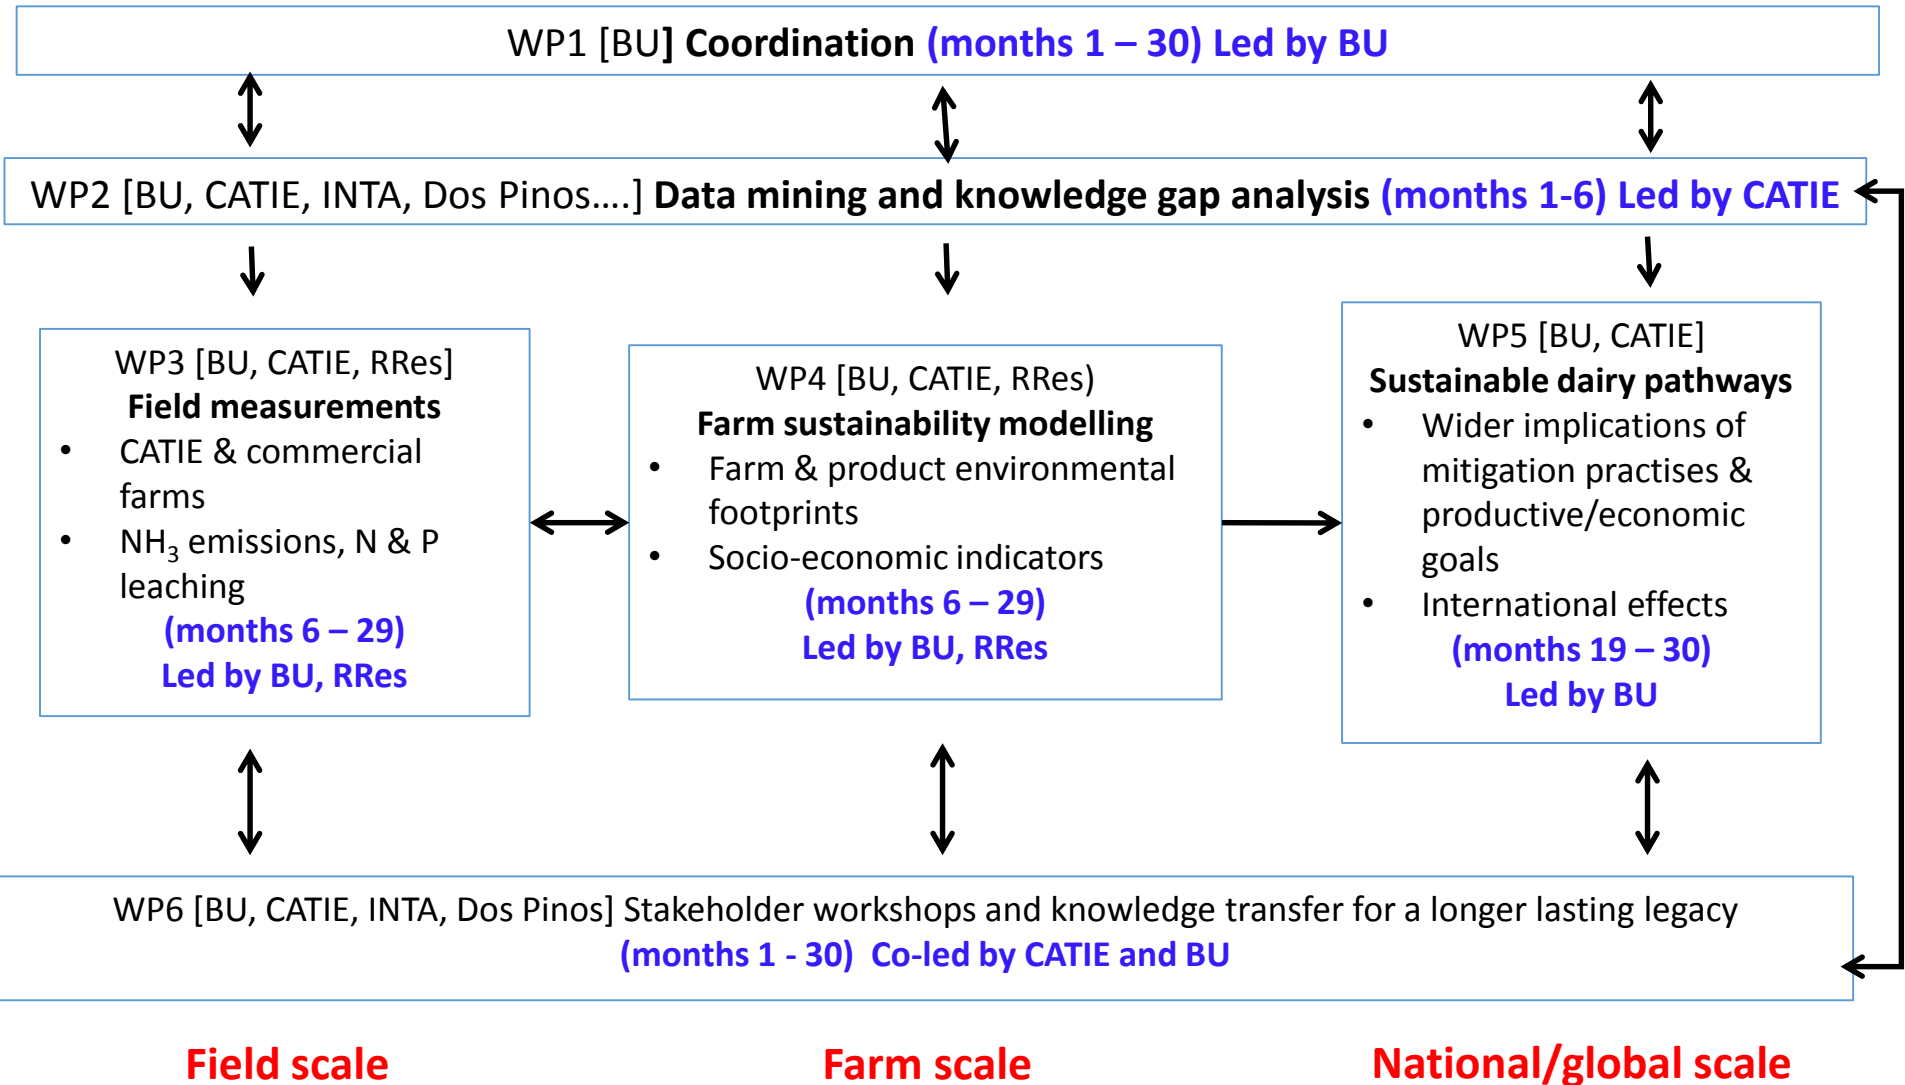 WP1 [BU] Coordination (months 1 – 30) Led by BU
WP2 [BU, CATIE, INTA, Dos Pinos....] Data mining and knowledge gap analysis (months 1-6) Led by CATIE
WP3 [BU, CATIE, RRes]
Field measurements
• CATIE & commercial
farms
• NH3 emissions, N & P
leaching
(months 6 – 29)
Led by BU, RRes
WP4 [BU, CATIE, RRes)
Farm sustainability modelling
• Farm & product environmental
footprints
• Socio-economic indicators
(months 6 – 29)
Led by BU, RRes
WP5 [BU, CATIE]
Sustainable dairy pathways
• Wider implications of
mitigation practises &
productive/economic
goals
• International effects
(months 19 – 30)
Led by BU
WP6 [BU, CATIE, INTA, Dos Pinos] Stakeholder workshops and knowledge transfer for a longer lasting legacy
(months 1 - 30) Co-led by CATIE and BU
Field scale
Farm scale
National/global scale